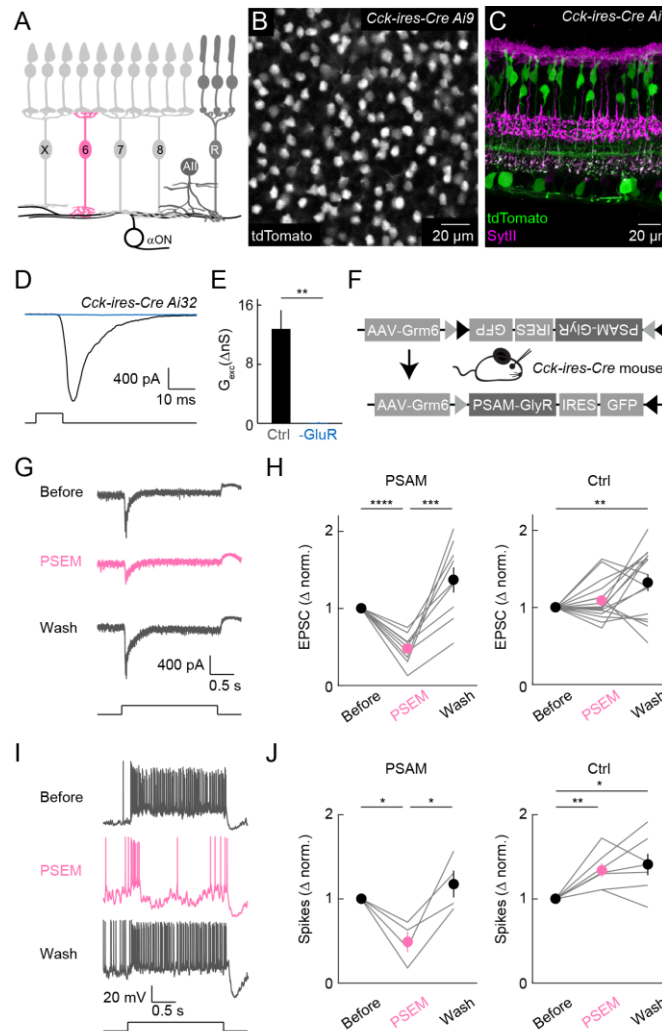 A
X
6
7
8
R
AII
αON
B
Cck-ires-Cre Ai9
tdTomato
20 µm
C
Cck-ires-Cre Ai
tdTomato
SytII
20 µm
D
Cck-ires-Cre Ai32
400 pA
10 ms
E
**
Gexc(ΔnS)
16
8
0
Ctrl
-GluR
F
AAV-Grm6
GFP
IRES
PSAM-GlyR
Cck-ires-Cre mouse
AAV-Grm6
PSAM-GlyR
IRES
GFP
G
Before
PSEM
Wash
400 pA
0.5 s
H
PSAM
**** ***
EPSC (Δ norm.)
2
1
0
Before
PSEM
Wash
Ctrl
**
EPSC (Δ norm.)
2
1
0
Before
PSEM
Wash
I
Before
PSEM
Wash
20 mV
0.5 s
J
PSAM
* *
Spikes (Δ norm.)
2
1
0
Before
PSEM
Wash
Ctrl
*
**
Spikes (Δ norm.)
2
1
0
Before
PSEM
Wash